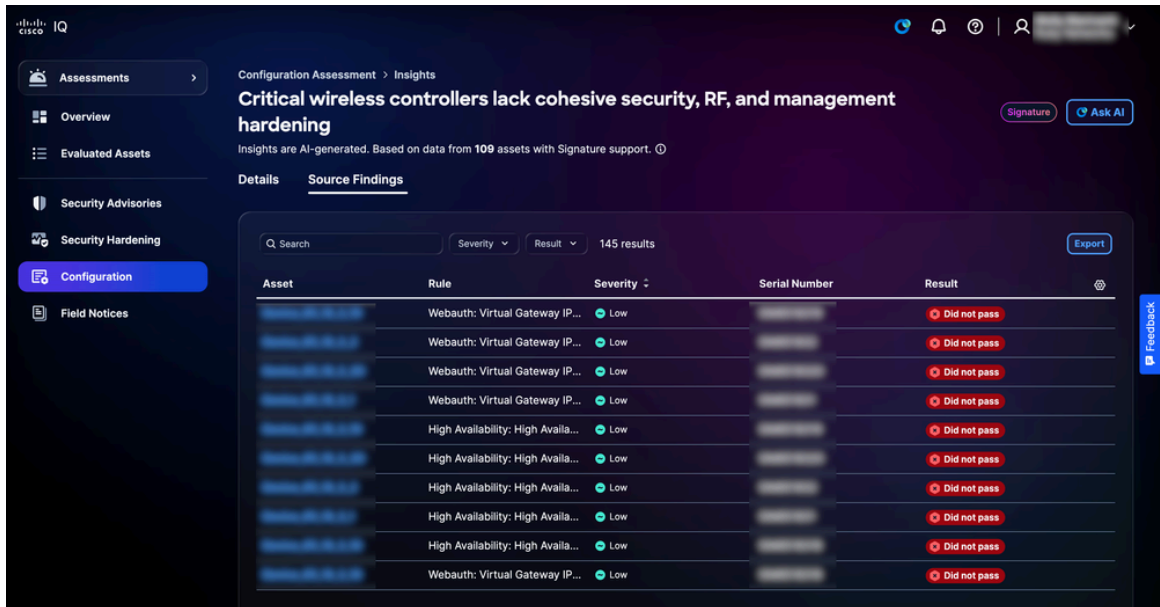 cisco IQ
Assessments
Overview
Evaluated Assets
Security Advisories
Security Hardening
Configuration
Field Notices
Configuration Assessment > Insights
Critical wireless controllers lack cohesive security, RF, and management
hardening
Signature
Ask AI
Insights are AI-generated. Based on data from 109 assets with Signature support.
Details Source Findings
Search Severity Result 145 results Export
Asset Rule Severity Serial Number Result
Webauth: Virtual Gateway IP... Low Did not pass
Webauth: Virtual Gateway IP... Low Did not pass
Webauth: Virtual Gateway IP... Low Did not pass
Webauth: Virtual Gateway IP... Low Did not pass
High Availability: High Availa... Low Did not pass
High Availability: High Availa... Low Did not pass
High Availability: High Availa... Low Did not pass
High Availability: High Availa... Low Did not pass
High Availability: High Availa... Low Did not pass
Webauth: Virtual Gateway IP... Low Did not pass
Feedback